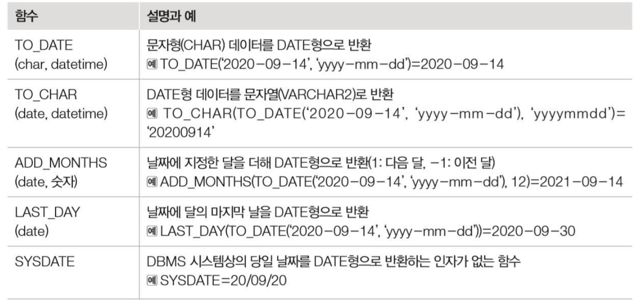 함수
설명과 예
TO_DATE
(char, datetime)
문자형(CHAR) 데이터를 DATE형으로 반환
예 TO_DATE(‘2020-09-14’, ‘yyyy-mm-dd’)=2020-09-14
TO_CHAR
(date, datetime)
DATE형 데이터를 문자열(VARCHAR2)로 반환
예 TO_CHAR(TO_DATE(‘2020-09-14’, ‘yyyy-mm-dd’), ‘yyyymmdd’)=
‘20200914’
ADD_MONTHS
(date, 숫자)
날짜에 지정한 달을 더해 DATE형으로 반환(1: 다음 달, -1: 이전 달)
예 ADD_MONTHS(TO_DATE(‘2020-09-14’, ‘yyyy-mm-dd’), 12)=2021-09-14
LAST_DAY
(date)
날짜에 달의 마지막 날을 DATE형으로 반환
예 LAST_DAY(TO_DATE(‘2020-09-14’, ‘yyyy-mm-dd’))=2020-09-30
SYSDATE
DBMS 시스템상의 당일 날짜를 DATE형으로 반환하는 인자가 없는 함수
예 SYSDATE=20/09/20